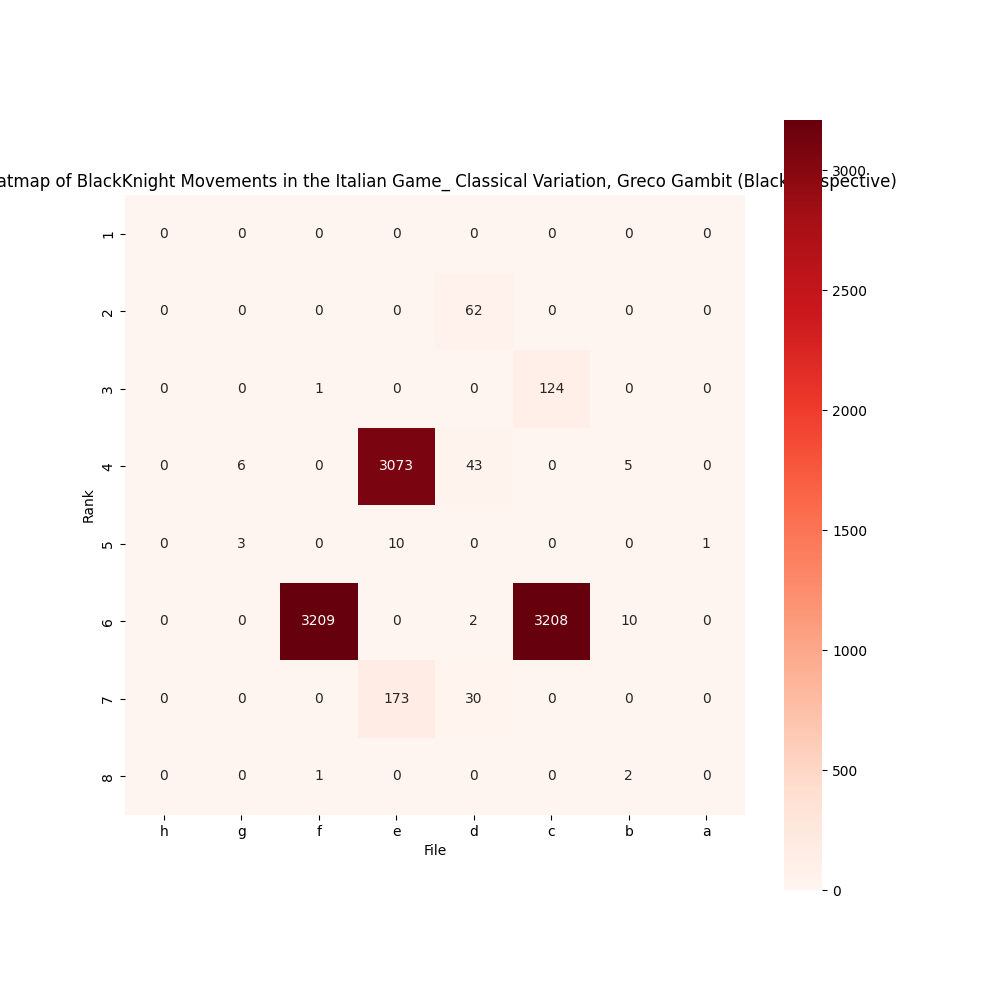 atmap of BlackKnight Movements in the Italian Game_ Classical Variation, Greco Gambit (Black spective)
3000
1 0 0 0 0 0 0 0 0
2500
2 0 0 0 0 62 0 0 0
3 0 0 1 0 0 124 0 0
2000
4 0 6 0 3073 43 0 5 0
Rank
1500
5 0 3 0 10 0 0 0 1
6 0 0 3209 0 2 3208 10 0
1000
7 0 0 0 173 30 0 0 0
500
8 0 0 1 0 0 0 2 0
h g f e d c b a
File
0